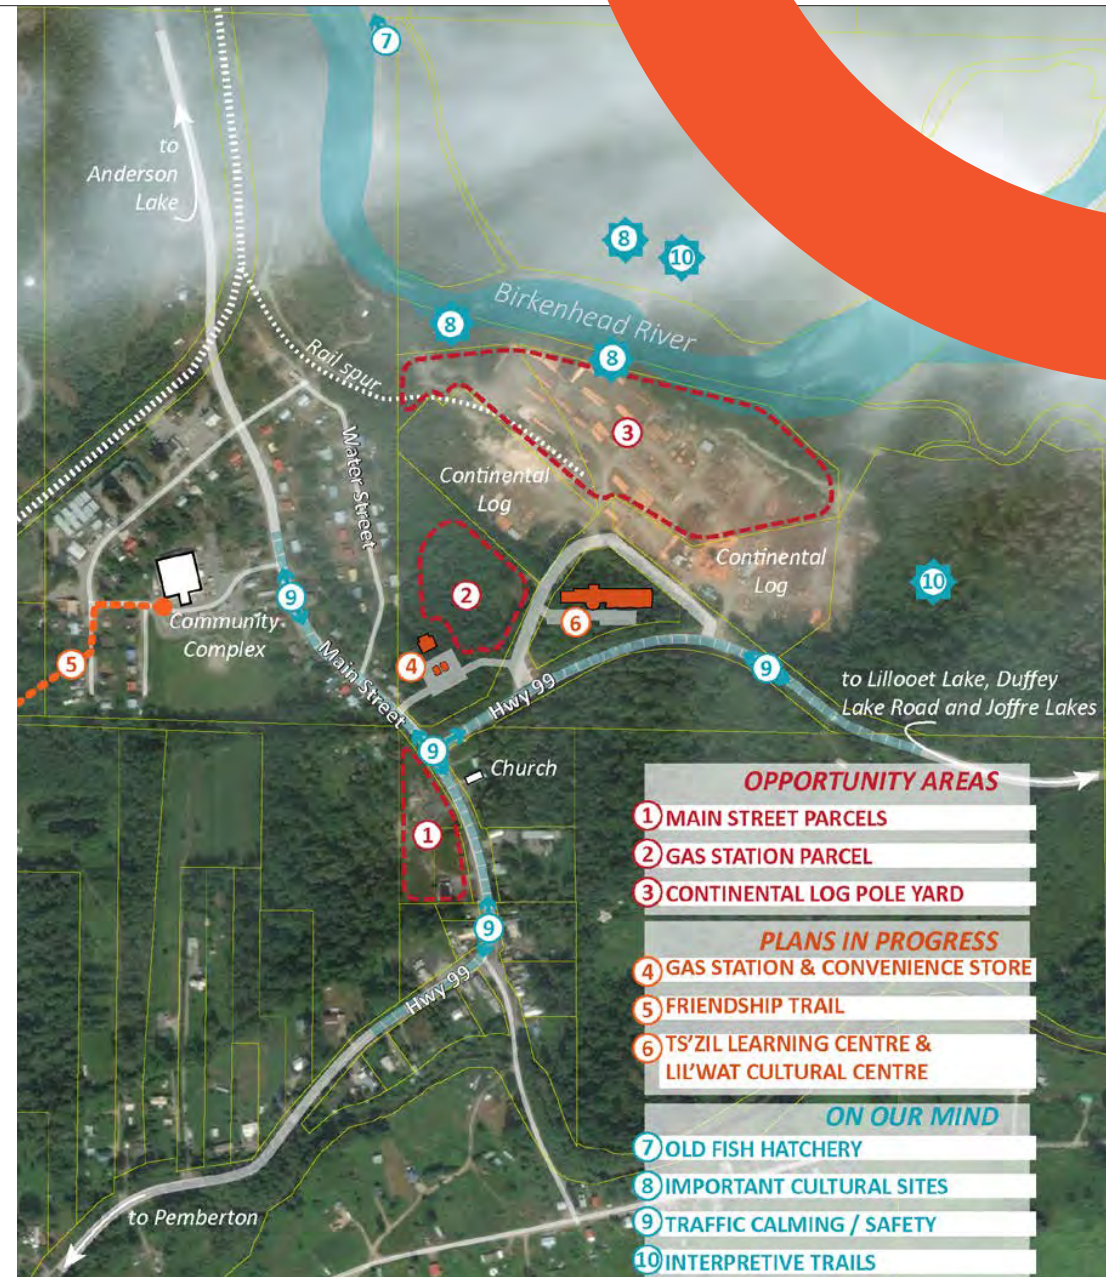 7
to
Anderson
Lake
8
10
Birkenhead River
8
8
Rail spur
3
Water Street
Continental
Log
Continental
Log
2
10
9
6
Community
Complex
5
4
Main Street
9
to Lillooet Lake, Duffey
Lake Road and Joffre Lakes
Hwy 99
9
Church
1
9
Hwy 99
to Pemberton
OPPORTUNITY AREAS
1 MAIN STREET PARCELS
2 GAS STATION PARCEL
3 CONTINENTAL LOG POLE YARD
PLANS IN PROGRESS
4 GAS STATION & CONVENIENCE STORE
5 FRIENDSHIP TRAIL
6 TS'ZIL LEARNING CENTRE &
LIL'WAT CULTURAL CENTRE
ON OUR MIND
7 OLD FISH HATCHERY
8 IMPORTANT CULTURAL SITES
9 TRAFFIC CALMING / SAFETY
10 INTERPRETIVE TRAILS